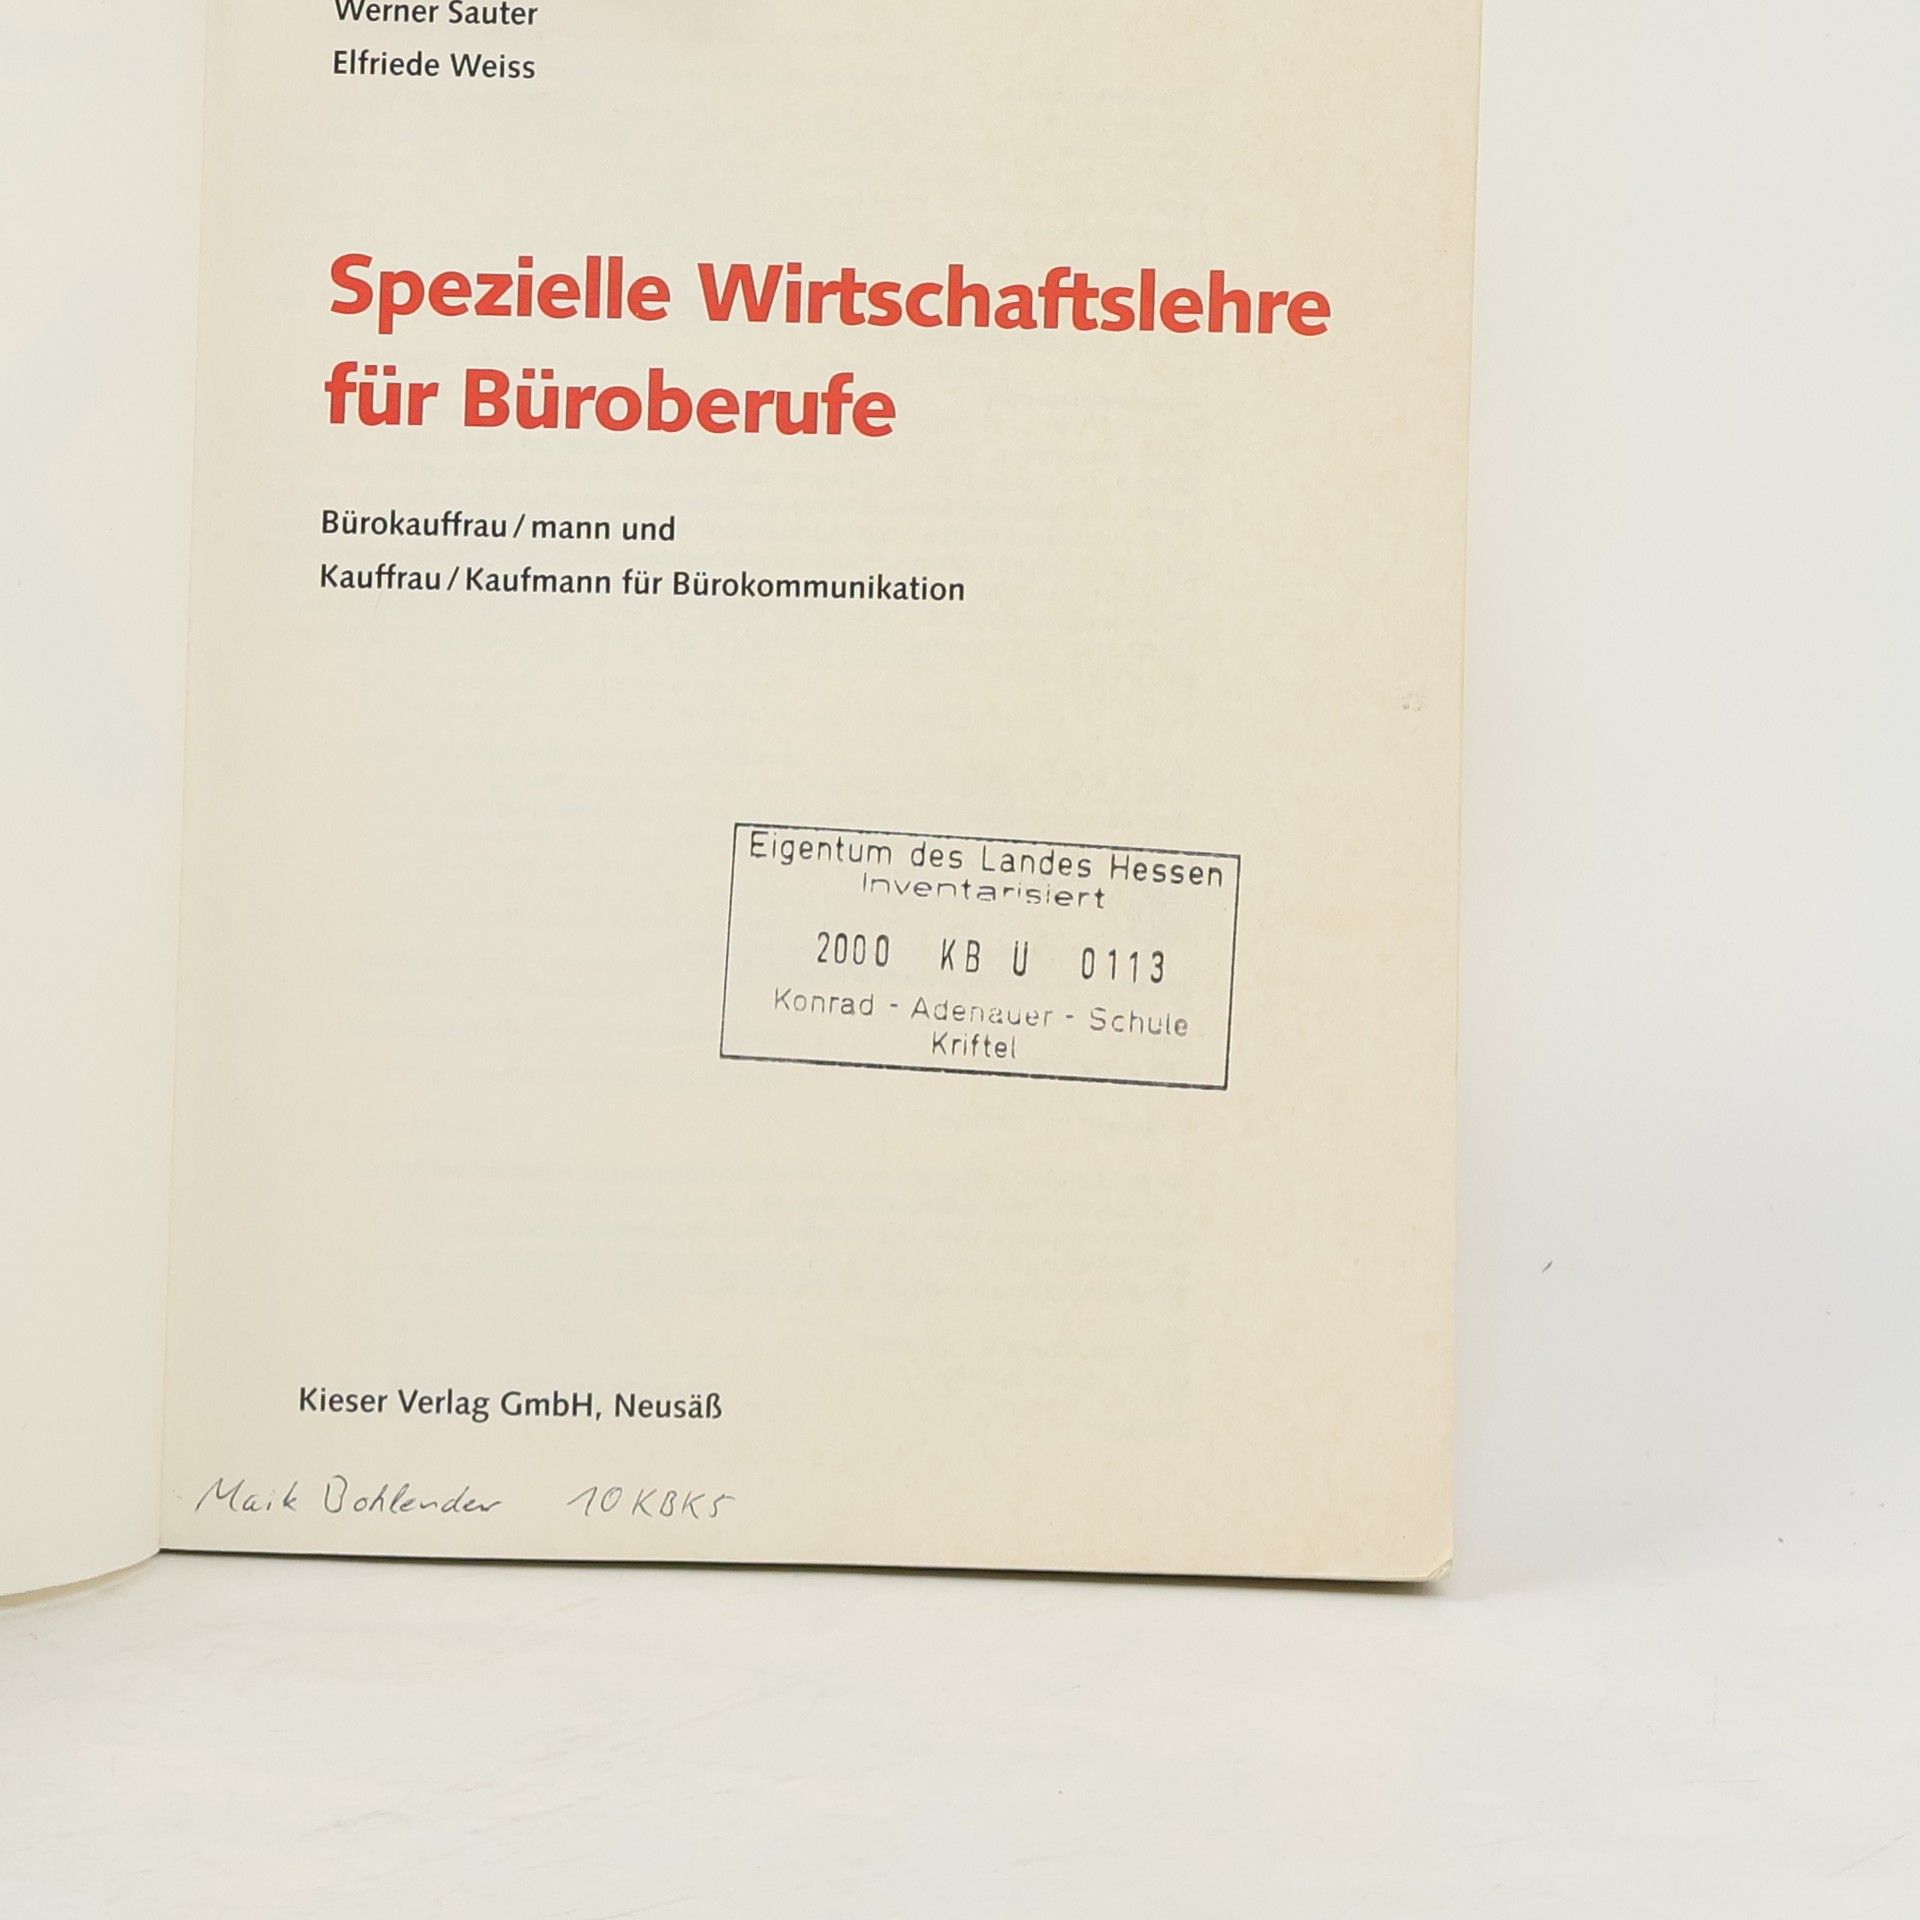 Werner Sauter
Elfriede Weiss
Spezielle Wirtschaftslehre
für Büroberufe
Bürokauffrau/mann und
Kauffrau/Kaufmann für Bürokommunikation
Eigentum des Landes Hessen
Inventarisiert
2000 KB U 0113
Konrad - Adenauer - Schule
Kriftel
Kieser Verlag GmbH, Neusäß
Maik Bohlender 10KBK5